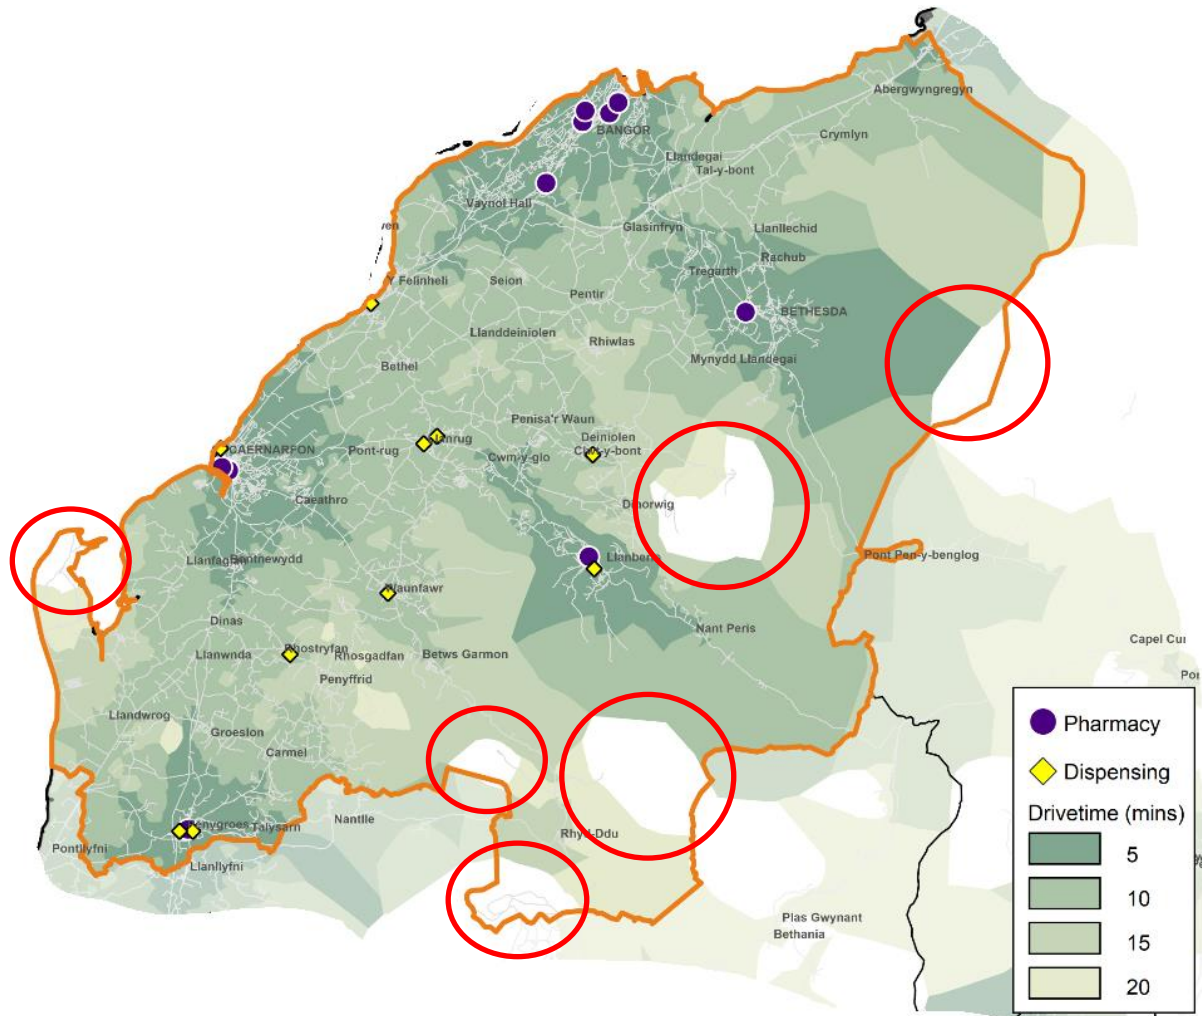 Abergwyngregyn
Crymlyn
BANGOR
Llandegai
Tal-y-bont
Vaynol Hall
Glasinfryn
Llanllechid
Rachub
Tregarth
Y Felinheli
Seion
Pentir
BETHESDA
Llanddeiniolen
Rhiwlas
Mynydd Llandegai
Bethel
Penisa'r Waun
Deiniolen
CAERNARFON
Pont-rug
Cwm-y-glo
Caeathro
Dinorwig
Llanberis
Pont Pen-y-benglog
Bontnewydd
Waunfawr
Dinas
Nant Peris
Llanwnda
Rhostryfan
Rhosgadfan
Betws Garmon
Penyffrid
Llandwrog
Groeslon
Carmel
Penygroes
Talysarn
Nantlle
Rhyd-Ddu
Pontllyfni
Llanllyfni
Plas Gwynant
Bethania
Pharmacy
Dispensing
Drivetime (mins)
5
10
15
20